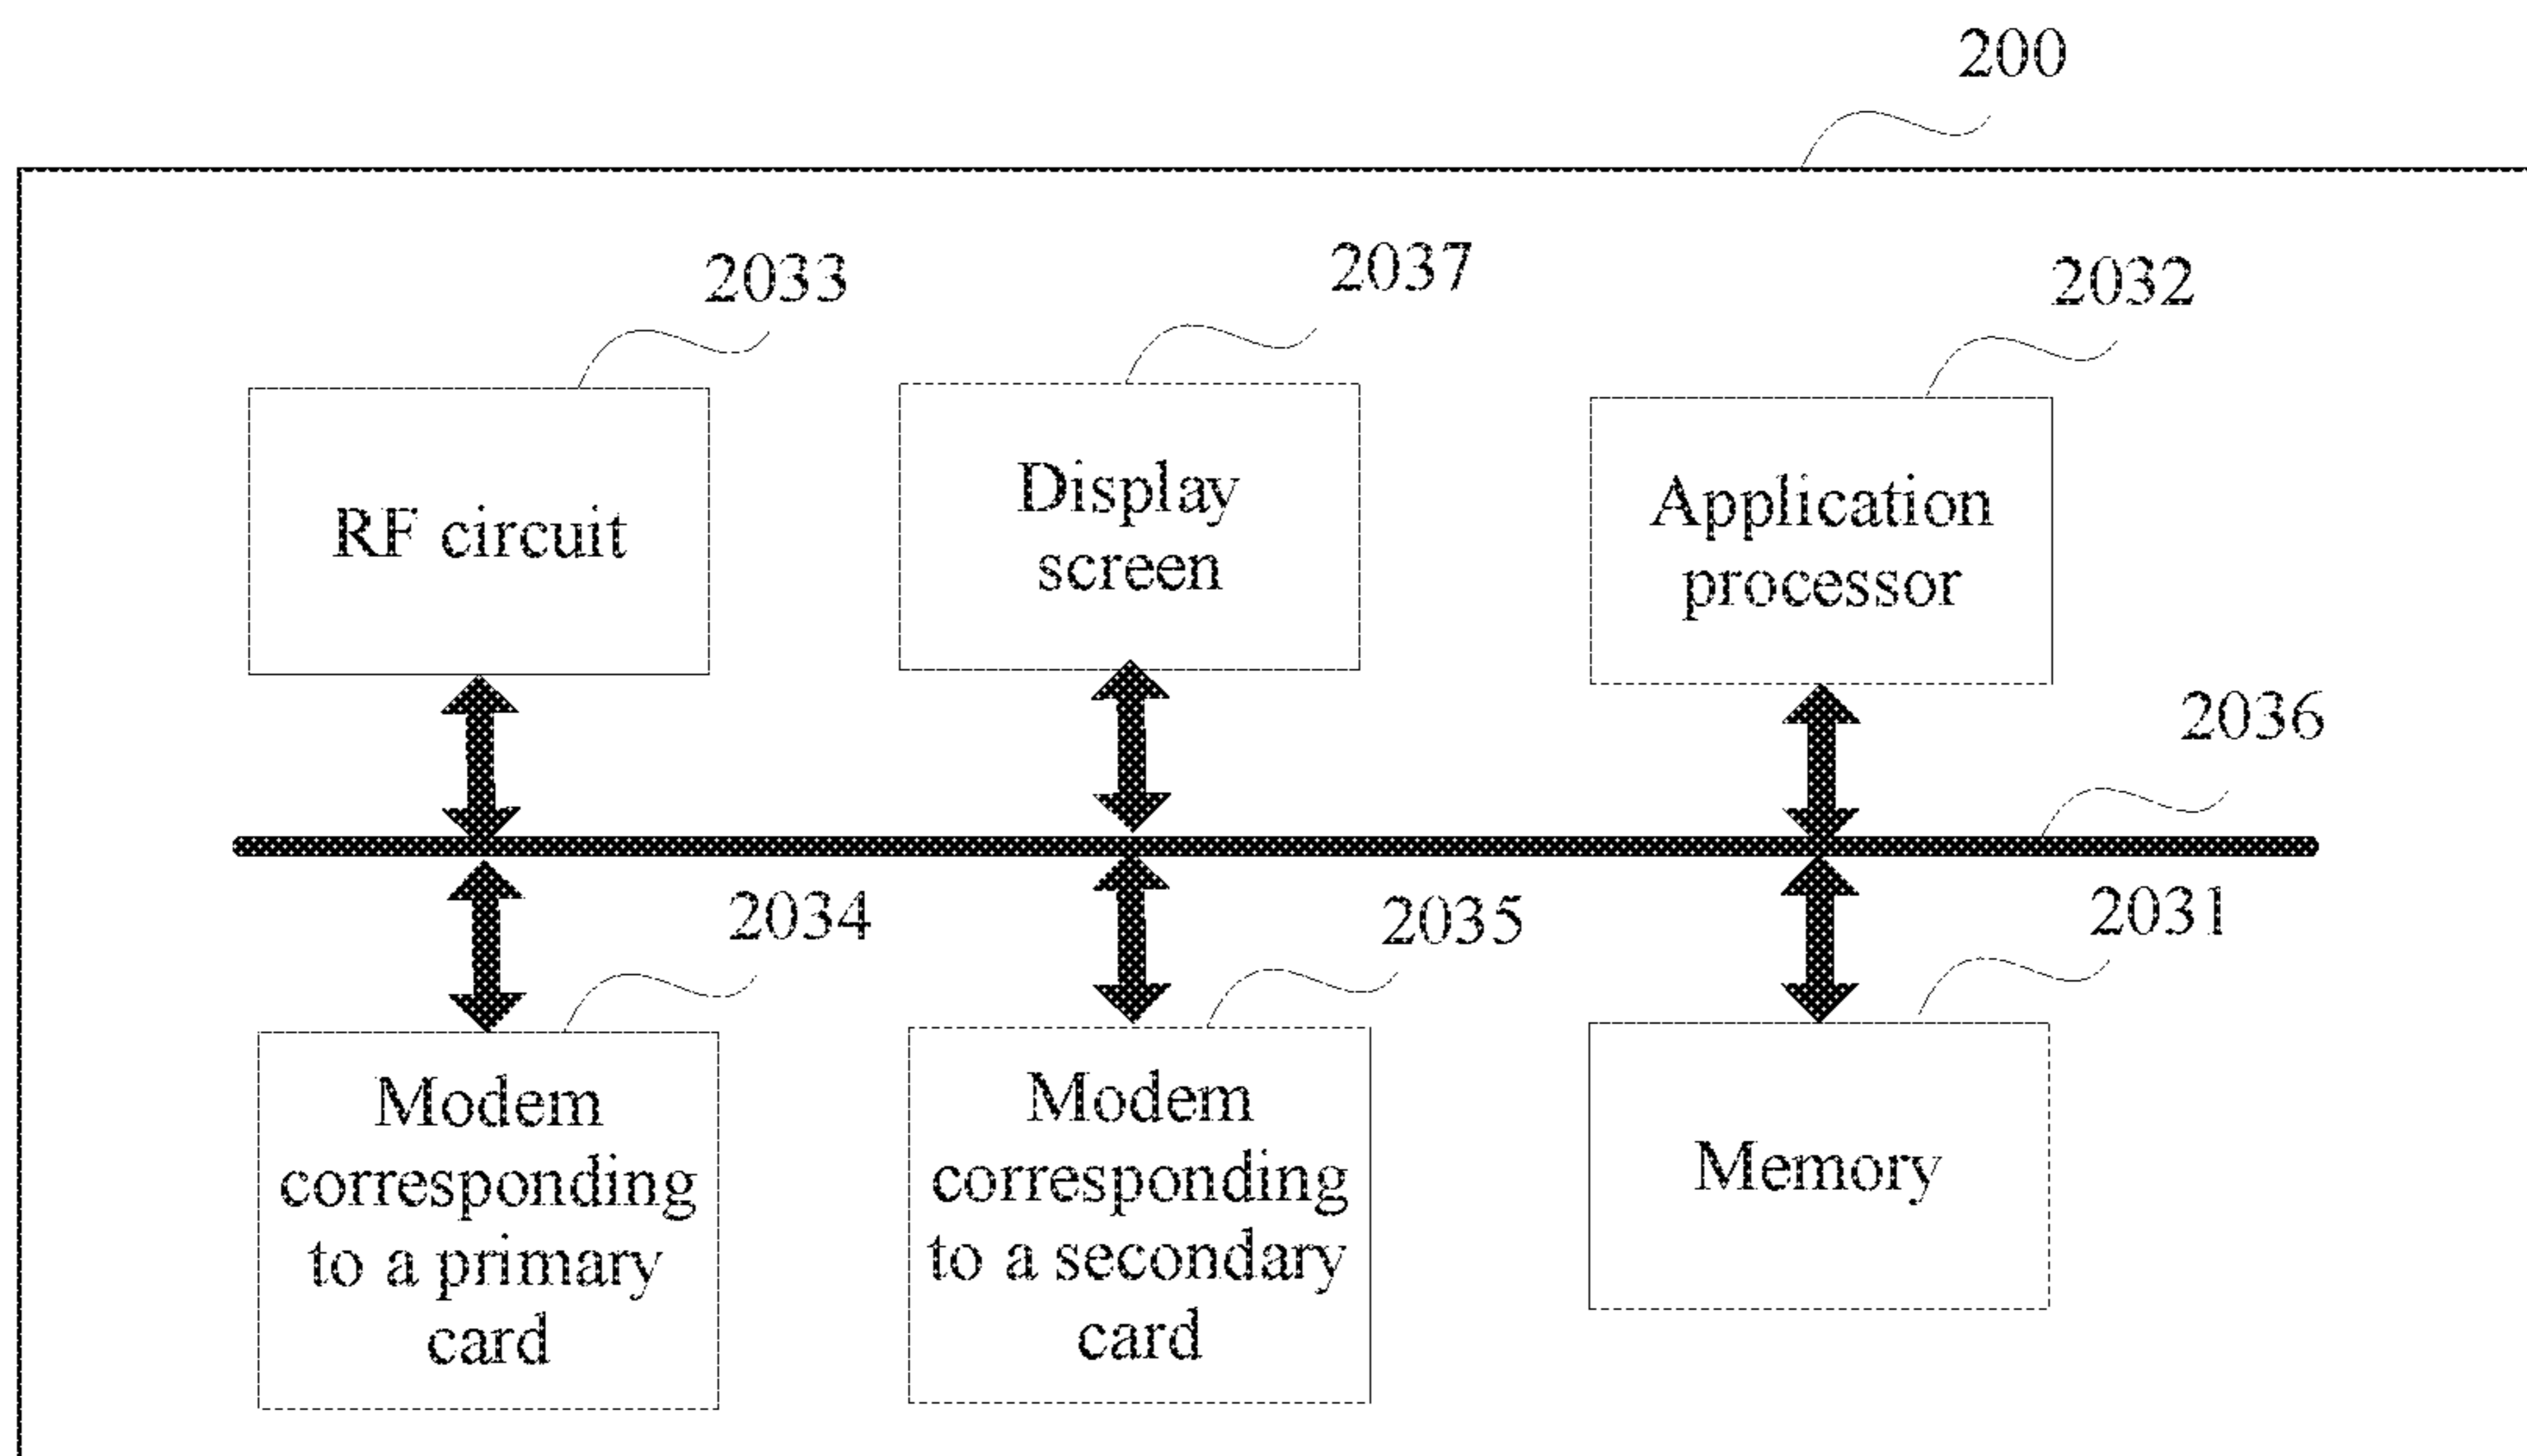 200
2033
2037
2032
RF circuit
Display
screen
Application
processor
2036
2034
2035
2031
Modem
corresponding
to a primary
card
Modem
corresponding
to a secondary
card
Memory